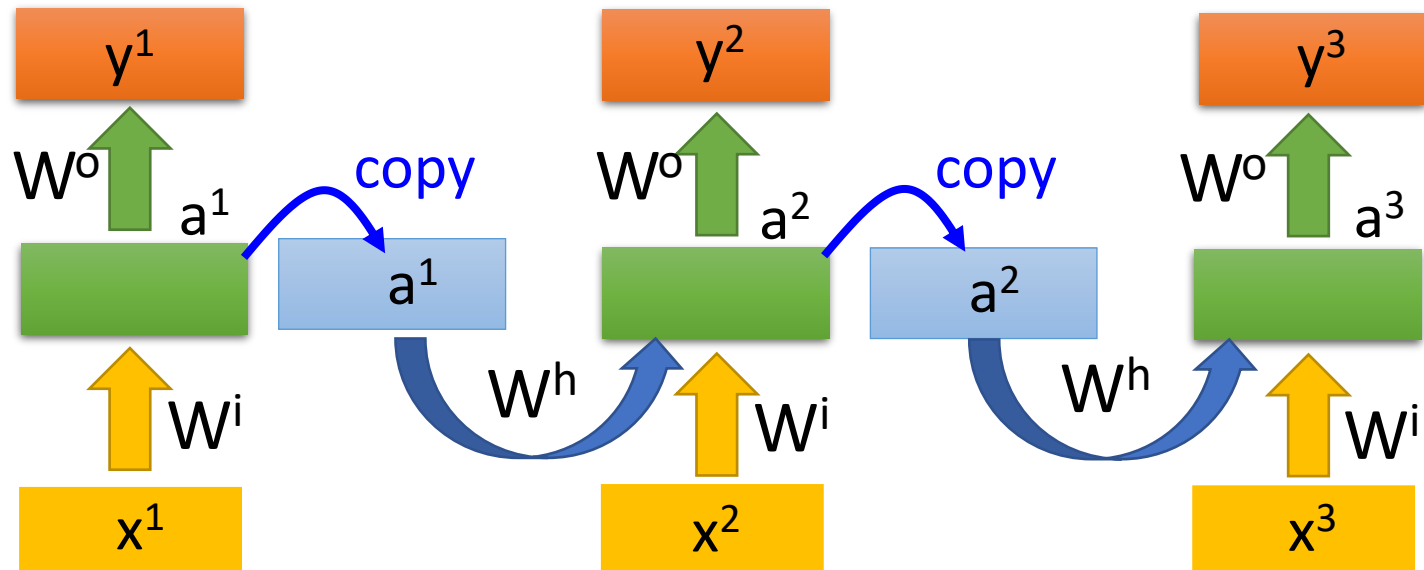 y¹ y² y³
Wᵒ copy Wᵒ copy Wᵒ
a¹ a² a³
a¹ a²
Wʰ Wʰ
Wⁱ Wⁱ Wⁱ
x¹ x² x³